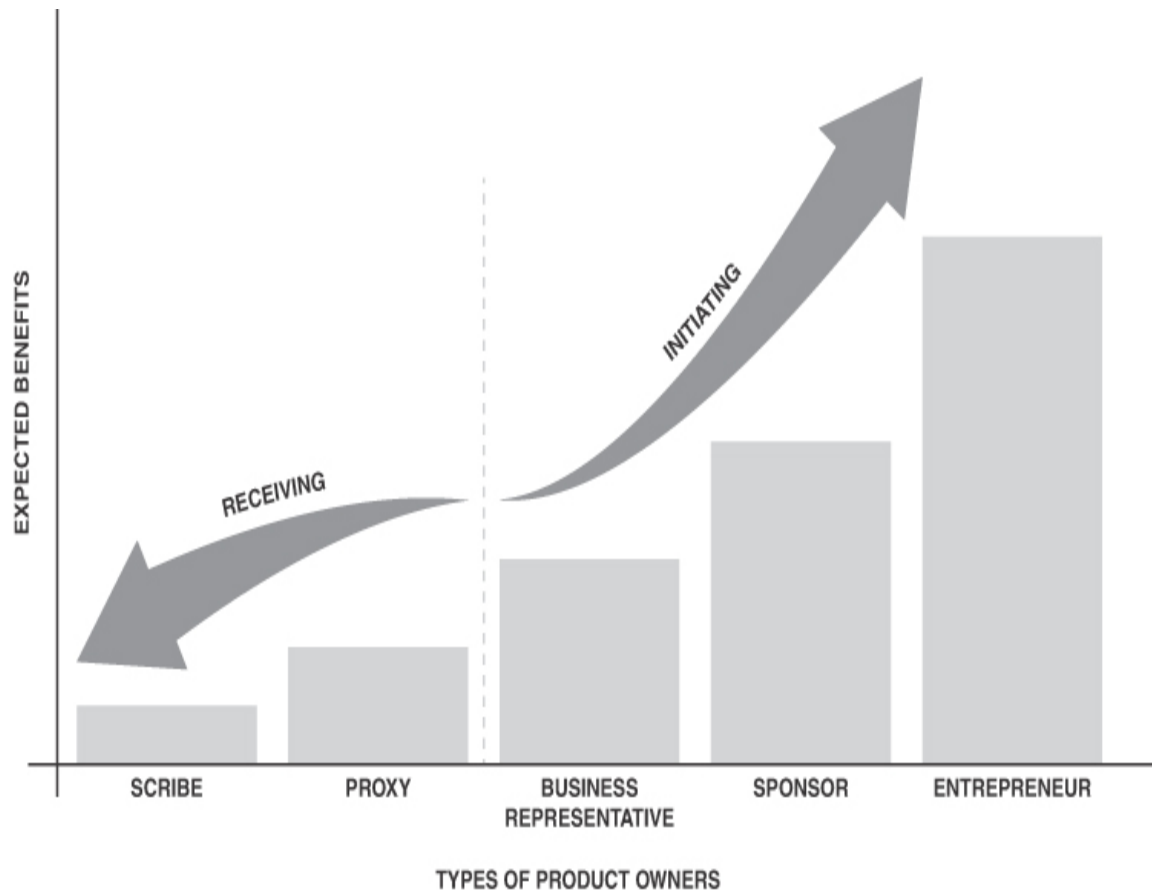 EXPECTED BENEFITS
RECEIVING
INITIATING
SCRIBE
PROXY
BUSINESS
REPRESENTATIVE
SPONSOR
ENTREPRENEUR
TYPES OF PRODUCT OWNERS